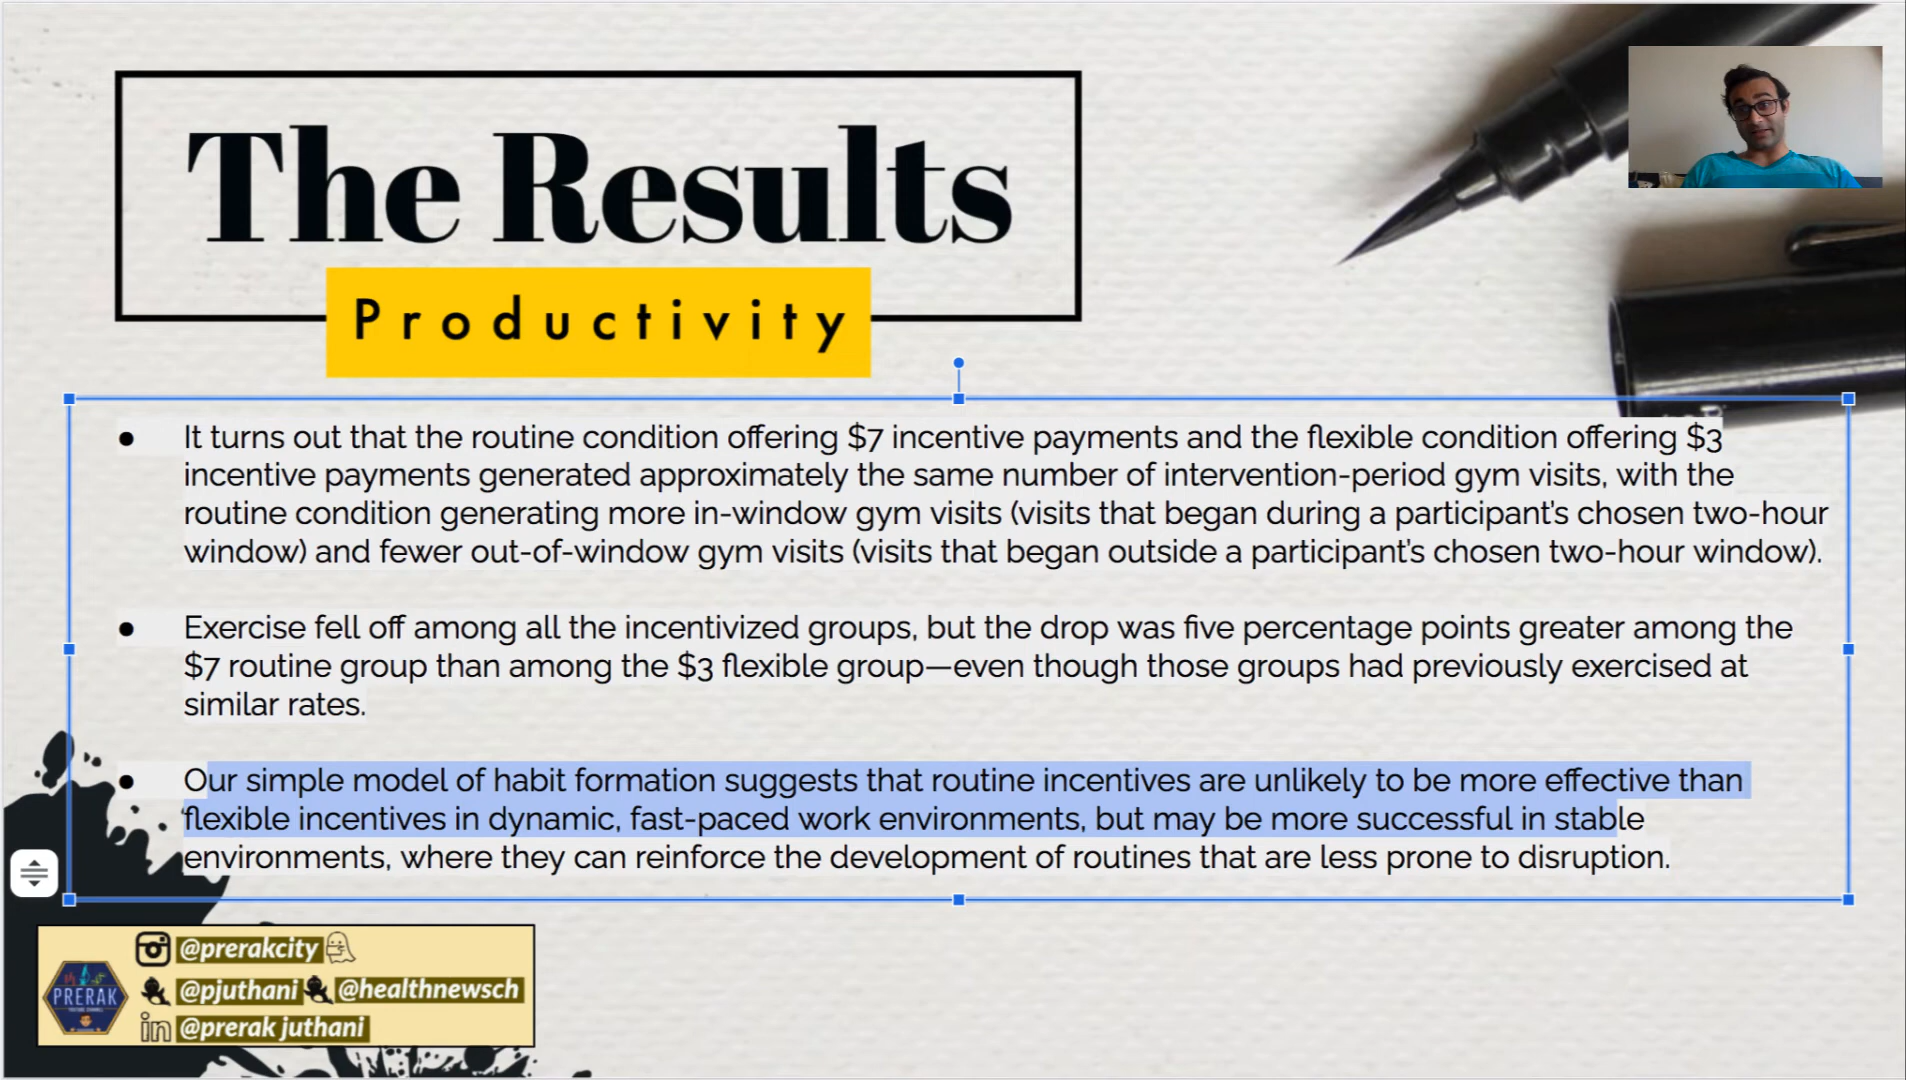 The Results
Productivity
● It turns out that the routine condition offering $7 incentive payments and the flexible condition offering $3
incentive payments generated approximately the same number of intervention-period gym visits, with the
routine condition generating more in-window gym visits (visits that began during a participant's chosen two-hour
window) and fewer out-of-window gym visits (visits that began outside a participant's chosen two-hour window).
● Exercise fell off among all the incentivized groups, but the drop was five percentage points greater among the
$7 routine group than among the $3 flexible group—even though those groups had previously exercised at
similar rates.
● Our simple model of habit formation suggests that routine incentives are unlikely to be more effective than
flexible incentives in dynamic, fast-paced work environments, but may be more successful in stable
environments, where they can reinforce the development of routines that are less prone to disruption.
@prerakcity
@pjuthani @healthnewsch
in @prerak juthani
PRERAK